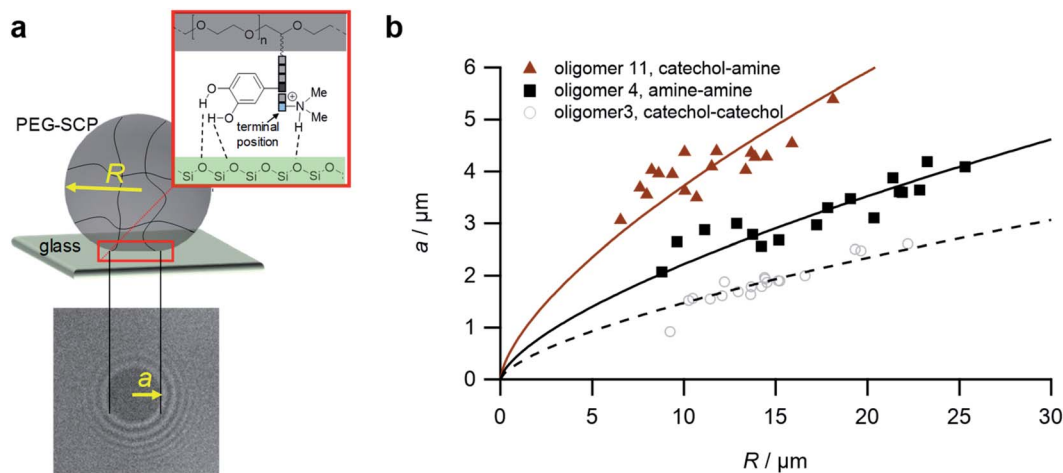 a
O
O
O
n
PEG-SCP
R
glass
H
O
H
O
⊕
N
Me
Me
H
terminal
position
Si O Si O Si O Si O Si
a
b
oligomer 11, catechol-amine
oligomer 4, amine-amine
oligomer3, catechol-catechol
a / µm
6
5
4
3
2
1
0
0 5 10 15 20 25 30
R / µm